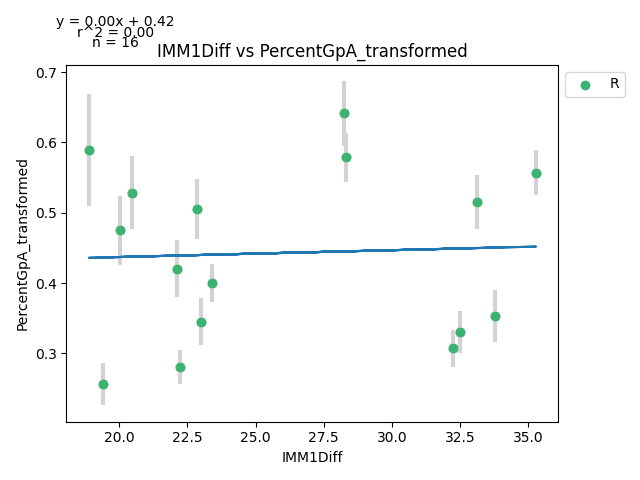 y = 0.00x + 0.42
r^2 = 0.00
n = 16
IMM1Diff vs PercentGpA_transformed
R
PercentGpA_transformed
0.7
0.6
0.5
0.4
0.3
20.0 22.5 25.0 27.5 30.0 32.5 35.0
IMM1Diff